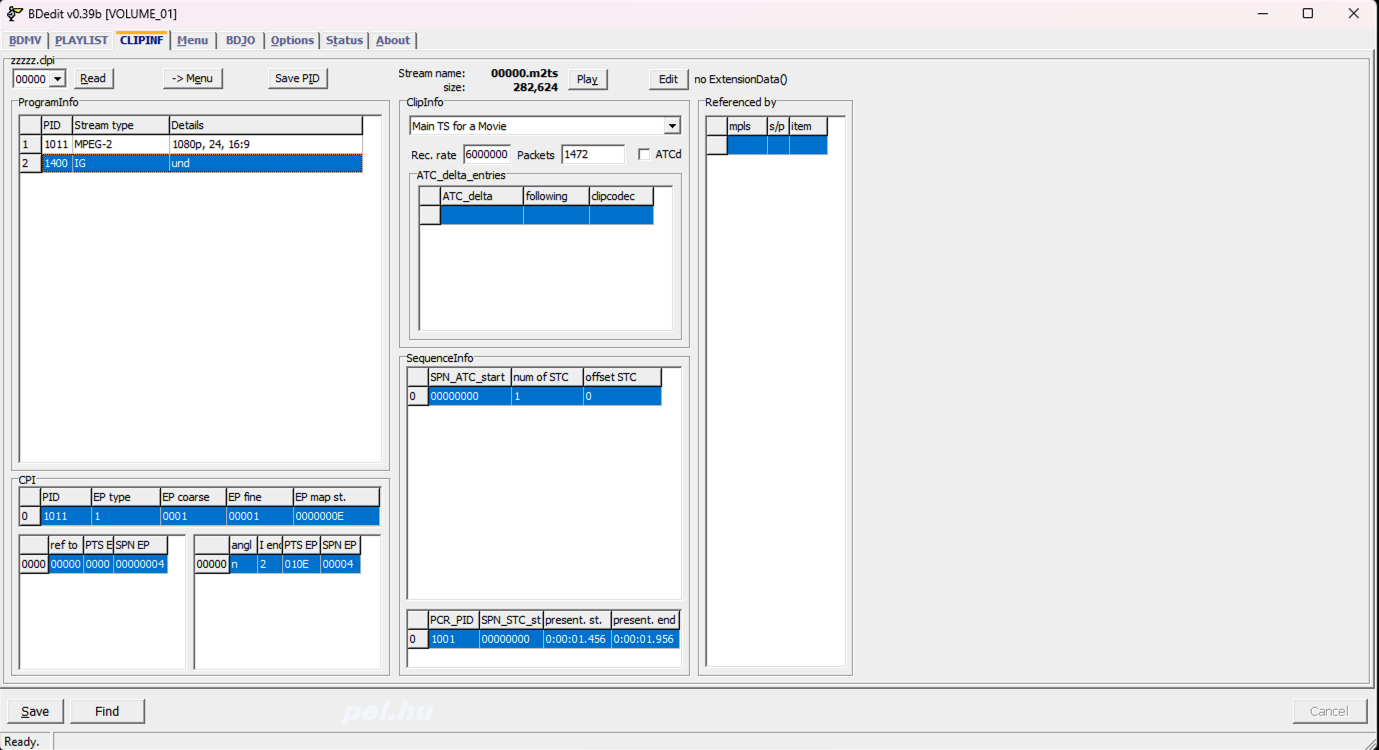 BDedit v0.39b [VOLUME_01]
BDMV PLAYLIST CLIPINF Menu BDJO Options Status About
zzzzz.clpi
00000 Read -> Menu Save PID Stream name: 00000.m2ts Play Edit no ExtensionData()
size: 282,624
ProgramInfo
PID Stream type Details
1 1011 MPEG-2 1080p, 24, 16:9
2 1400 IG und
CPI
PID EP type EP coarse EP fine EP map st.
0 1011 1 0001 00001 0000000E
ref to PTS E SPN EP
0000 00000 0000 00000004
angl I end PTS EP SPN EP
00000 n 2 010E 00004
ClipInfo
Main TS for a Movie
Rec. rate 6000000 Packets 1472 ATCd
ATC_delta_entries
ATC_delta following clipcodec
SequenceInfo
SPN_ATC_start num of STC offset STC
0 00000000 1 0
PCR_PID SPN_STC_st present. st. present. end
0 1001 00000000 0:00:01.456 0:00:01.956
Referenced by
mpls s/p item
Save Find pel.hu Cancel
Ready.